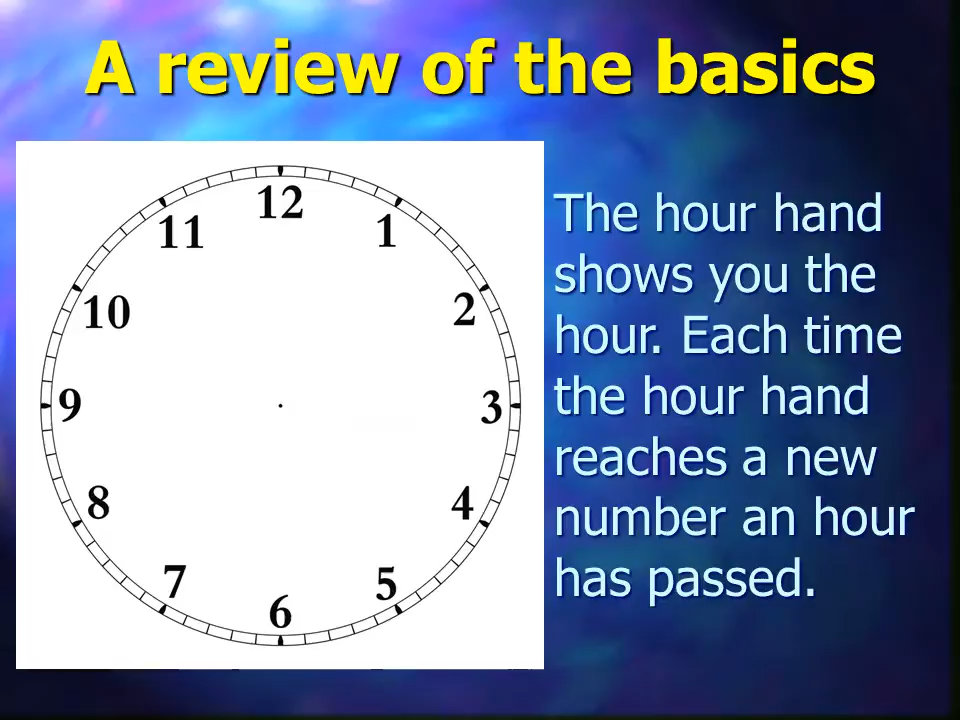 A review of the basics
12
11
1
10
2
9
3
8
4
7
5
6
The hour hand
shows you the
hour. Each time
the hour hand
reaches a new
number an hour
has passed.